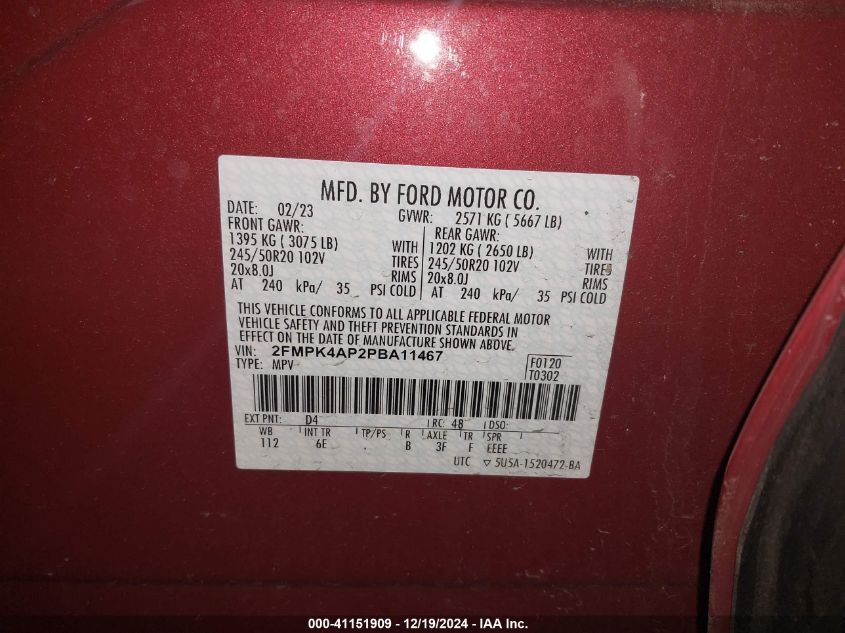 MFD. BY FORD MOTOR CO.
DATE: 02/23 GVWR: 2571 KG ( 5667 LB)
FRONT GAWR: REAR GAWR:
1395 KG ( 3075 LB) WITH 1202 KG ( 2650 LB) WITH
245/50R20 102V TIRES 245/50R20 102V TIRES
20x8.0J RIMS 20x8.0J RIMS
AT 240 kPa/ 35 PSI COLD AT 240 kPa/ 35 PSI COLD
THIS VEHICLE CONFORMS TO ALL APPLICABLE FEDERAL MOTOR
VEHICLE SAFETY AND THEFT PREVENTION STANDARDS IN
EFFECT ON THE DATE OF MANUFACTURE SHOWN ABOVE.
VIN: 2FMPK4AP2PBA11467 F0120
TYPE: MPV T0302
EXT PNT: D4 RC: 48 DSO:
WB INT TR TP/PS R AXLE TR SPR
112 6E B 3F F EEEE
UTC ▽ 5U5A-1520472-BA
000-41151909 - 12/19/2024 - IAA Inc.